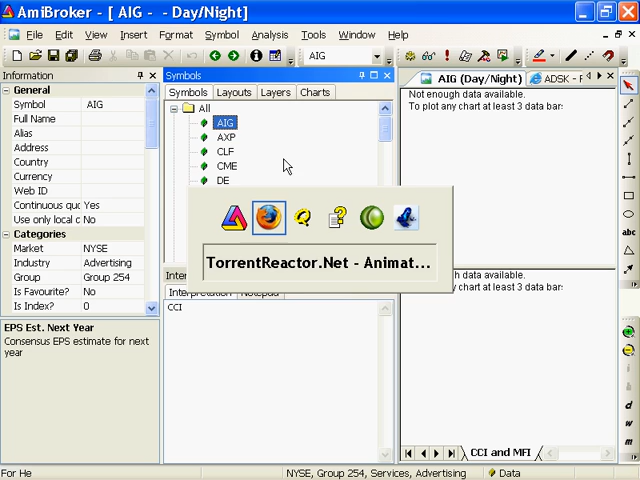 AmiBroker - [ AIG -  - Day/Night]
File Edit View Insert Format Symbol Analysis Tools Window Help
AIG
Information
General
Symbol AIG
Full Name
Alias
Address
Country
Currency
Web ID
Continuous quo Yes
Use only local c No
Categories
Market NYSE
Industry Advertising
Group Group 254
Is Favourite? No
Is Index? 0
EPS Est. Next Year
Consensus EPS estimate for next
year
Symbols
Symbols Layouts Layers Charts
All
AIG
AXP
CLF
CME
DE
TorrentReactor.Net - Animat...
Inter
Interpretation Notepad
CCI
AIG (Day/Night) ADSK - F
Not enough data available.
To plot any chart at least 3 data bars
ough data available.
y chart at least 3 data bars
CCI and MFI
abc
d
w
m
For He
NYSE, Group 254, Services, Advertising
Data